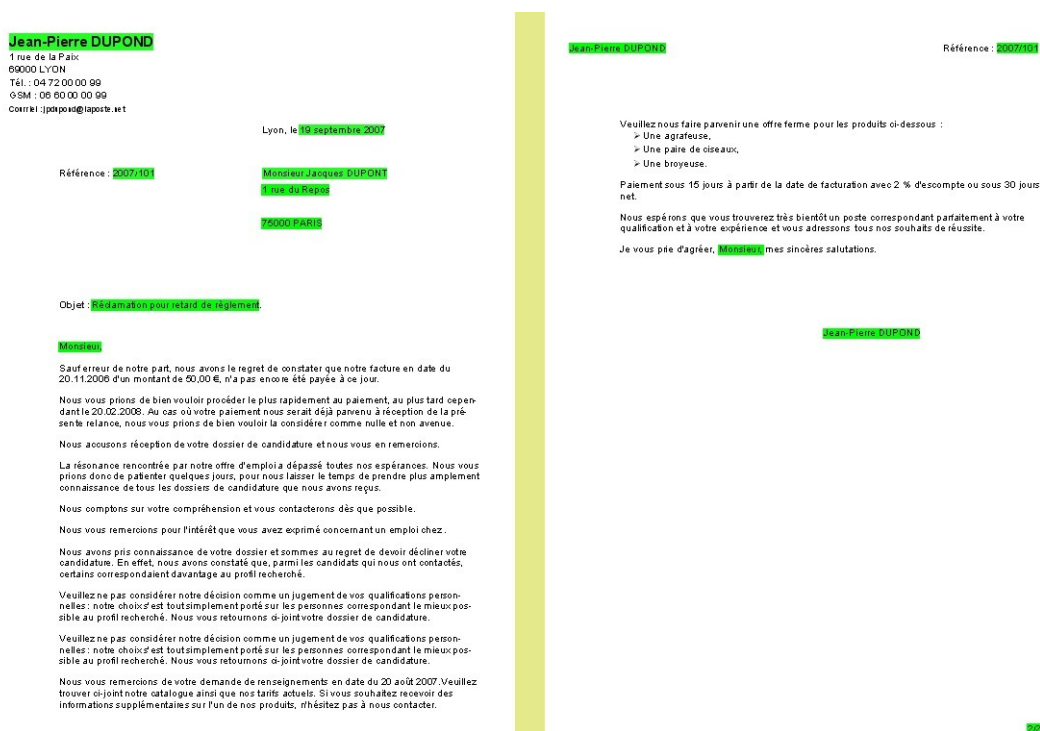 Jean-Pierre DUPOND
1 rue de la Paix
69000 LYON
Tél. : 04 72 00 00 99
GSM : 06 60 00 00 99
Courriel : jpdupond@laposte.net
Lyon, le 19 septembre 2007
Référence : 2007/101
Monsieur Jacques DUPONT
1 rue du Repos
75000 PARIS
Objet : Réclamation pour retard de règlement.
Monsieur,
Sauf erreur de notre part, nous avons le regret de constater que notre facture en date du
20.11.2006 d'un montant de 50,00 €, n'a pas encore été payée à ce jour.
Nous vous prions de bien vouloir procéder le plus rapidement au paiement, au plus tard cepen-
dant le 20.02.2008. Au cas où votre paiement nous serait déjà parvenu à réception de la pré-
sente relance, nous vous prions de bien vouloir la considérer comme nulle et non avenue.
Nous accusons réception de votre dossier de candidature et nous vous en remercions.
La résonance rencontrée par notre offre d'emploi a dépassé toutes nos espérances. Nous vous
prions donc de patienter quelques jours, pour nous laisser le temps de prendre plus amplement
connaissance de tous les dossiers de candidature que nous avons reçus.
Nous comptons sur votre compréhension et vous contacterons dès que possible.
Nous vous remercions pour l'intérêt que vous avez exprimé concernant un emploi chez .
Nous avons pris connaissance de votre dossier et sommes au regret de devoir décliner votre
candidature. En effet, nous avons constaté que, parmi les candidats qui nous ont contactés,
certains correspondaient davantage au profil recherché.
Veuillez ne pas considérer notre décision comme un jugement de vos qualifications person-
nelles : notre choix s'est tout simplement porté sur les personnes correspondant le mieux pos-
sible au profil recherché. Nous vous retournons ci-joint votre dossier de candidature.
Veuillez ne pas considérer notre décision comme un jugement de vos qualifications person-
nelles : notre choix s'est tout simplement porté sur les personnes correspondant le mieux pos-
sible au profil recherché. Nous vous retournons ci-joint votre dossier de candidature.
Nous vous remercions de votre demande de renseignements en date du 20 août 2007.Veuillez
trouver ci-joint notre catalogue ainsi que nos tarifs actuels. Si vous souhaitez recevoir des
informations supplémentaires sur l'un de nos produits, n'hésitez pas à nous contacter.
Jean-Pierre DUPOND
Référence : 2007/101
Veuillez nous faire parvenir une offre ferme pour les produits ci-dessous :
➢ Une agrafeuse,
➢ Une paire de ciseaux,
➢ Une broyeuse.
Paiement sous 15 jours à partir de la date de facturation avec 2 % d'escompte ou sous 30 jours
net.
Nous espérons que vous trouverez très bientôt un poste correspondant parfaitement à votre
qualification et à votre expérience et vous adressons tous nos souhaits de réussite.
Je vous prie d'agréer, Monsieur, mes sincères salutations.
Jean-Pierre DUPOND
2/2